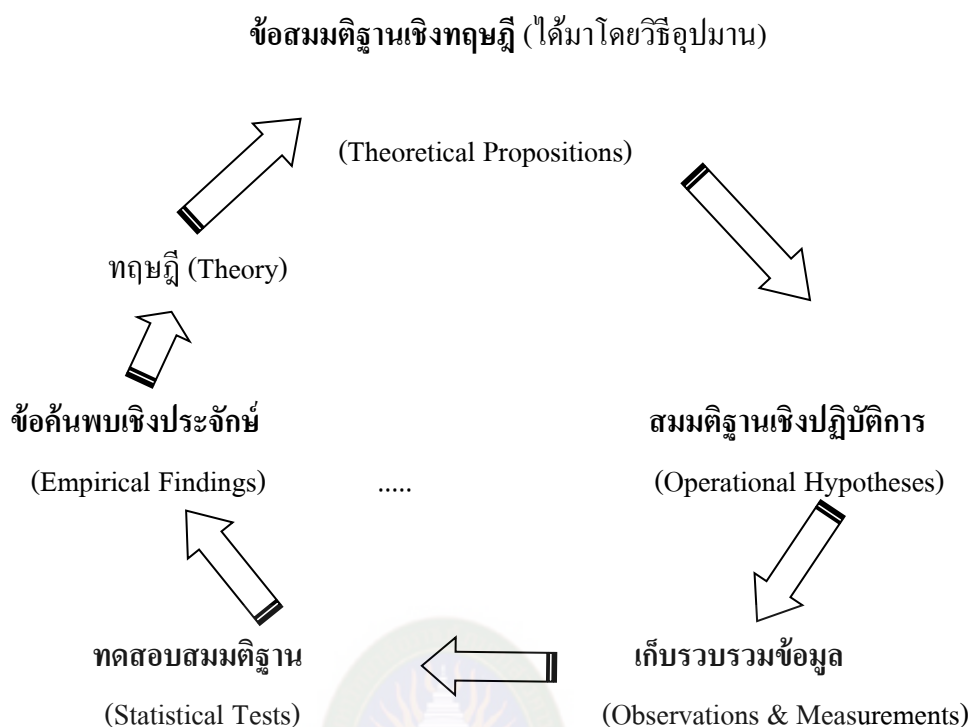 ข้อสมมติฐานเชิงทฤษฎี (ได้มาโดยวิธีอุปมาน)
(Theoretical Propositions)
ทฤษฎี (Theory)
ข้อค้นพบเชิงประจักษ์ สมมติฐานเชิงปฏิบัติการ
(Empirical Findings) ..... (Operational Hypotheses)
ทดสอบสมมติฐาน เก็บรวบรวมข้อมูล
(Statistical Tests) (Observations & Measurements)